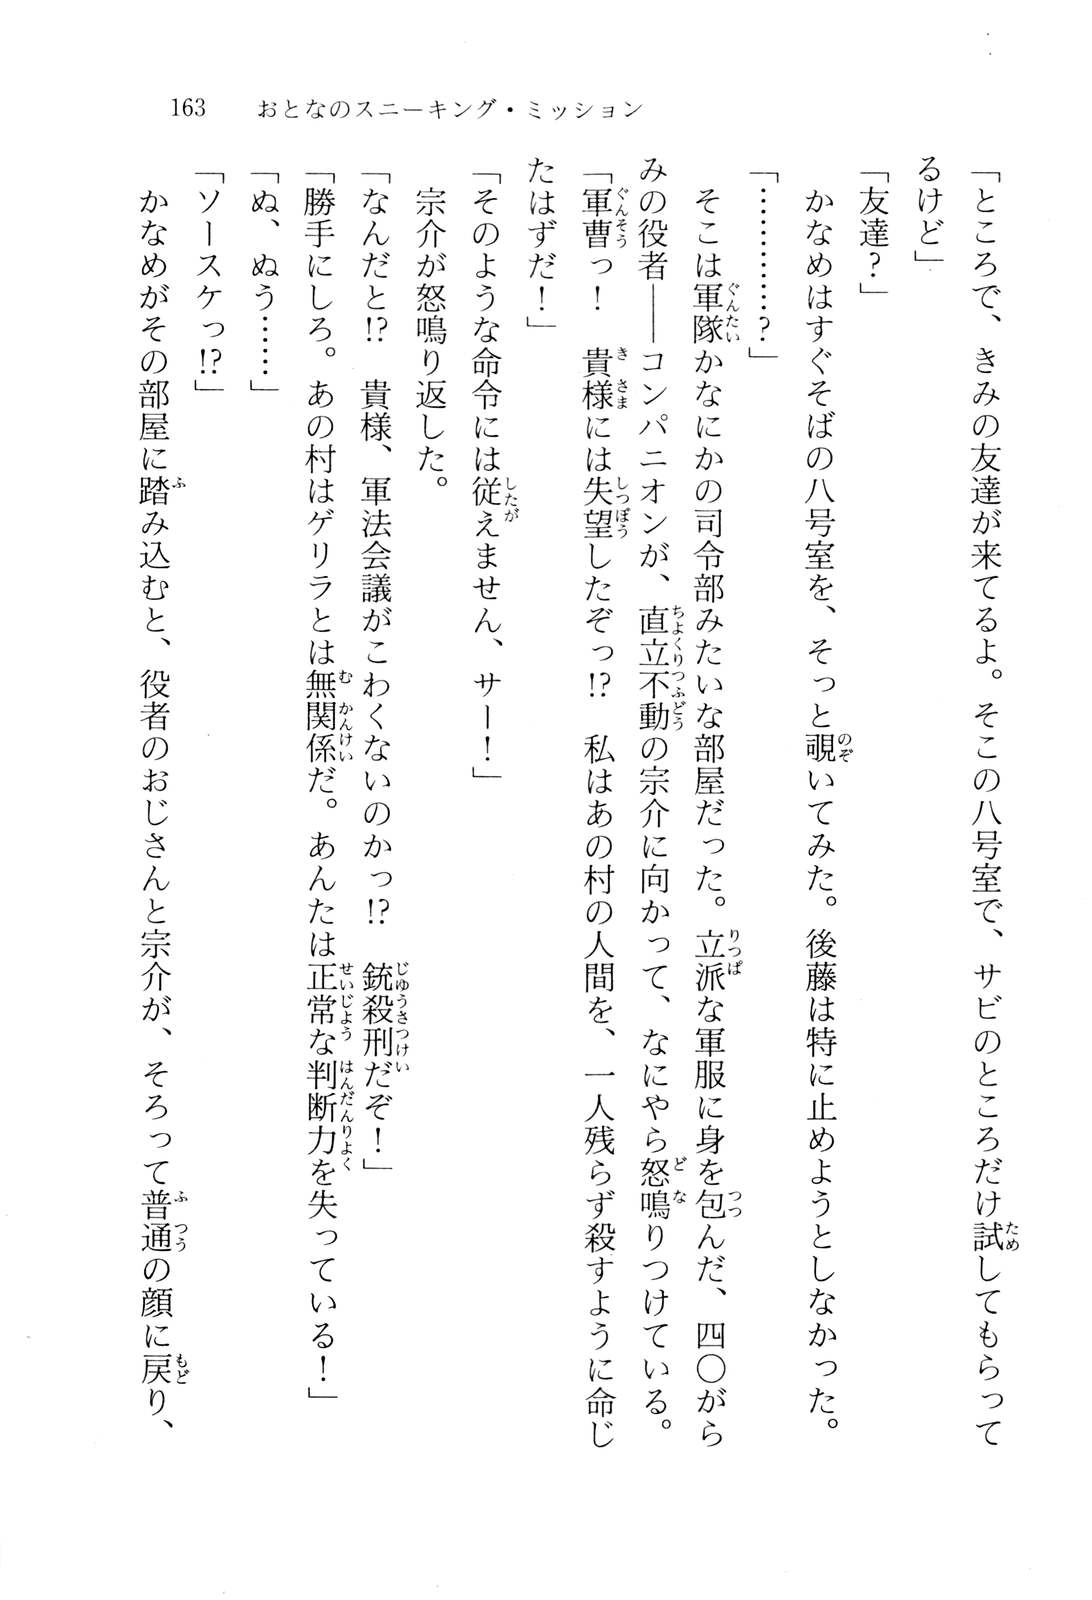 163　おとなのスニーキング・ミッション
「ところで、きみの友達が来てるよ。そこの八号室で、サビのところだけ試してもらって
るけど」
「友達？」
　かなめはすぐそばの八号室を、そっと覗いてみた。後藤は特に止めようとしなかった。
「…………？」
　そこは軍隊かなにかの司令部みたいな部屋だった。立派な軍服に身を包んだ、四〇がら
みの役者――コンパニオンが、直立不動の宗介に向かって、なにやら怒鳴りつけている。
「軍曹っ！　貴様には失望したぞっ!?　私はあの村の人間を、一人残らず殺すように命じ
たはずだ！」
「そのような命令には従えません、サー！」
　宗介が怒鳴り返した。
「なんだと!?　貴様、軍法会議がこわくないのかっ!?　銃殺刑だぞ！」
「勝手にしろ。あの村はゲリラとは無関係だ。あんたは正常な判断力を失っている！」
「ぬ、ぬう……」
「ソースケっ!?」
　かなめがその部屋に踏み込むと、役者のおじさんと宗介が、そろって普通の顔に戻り、